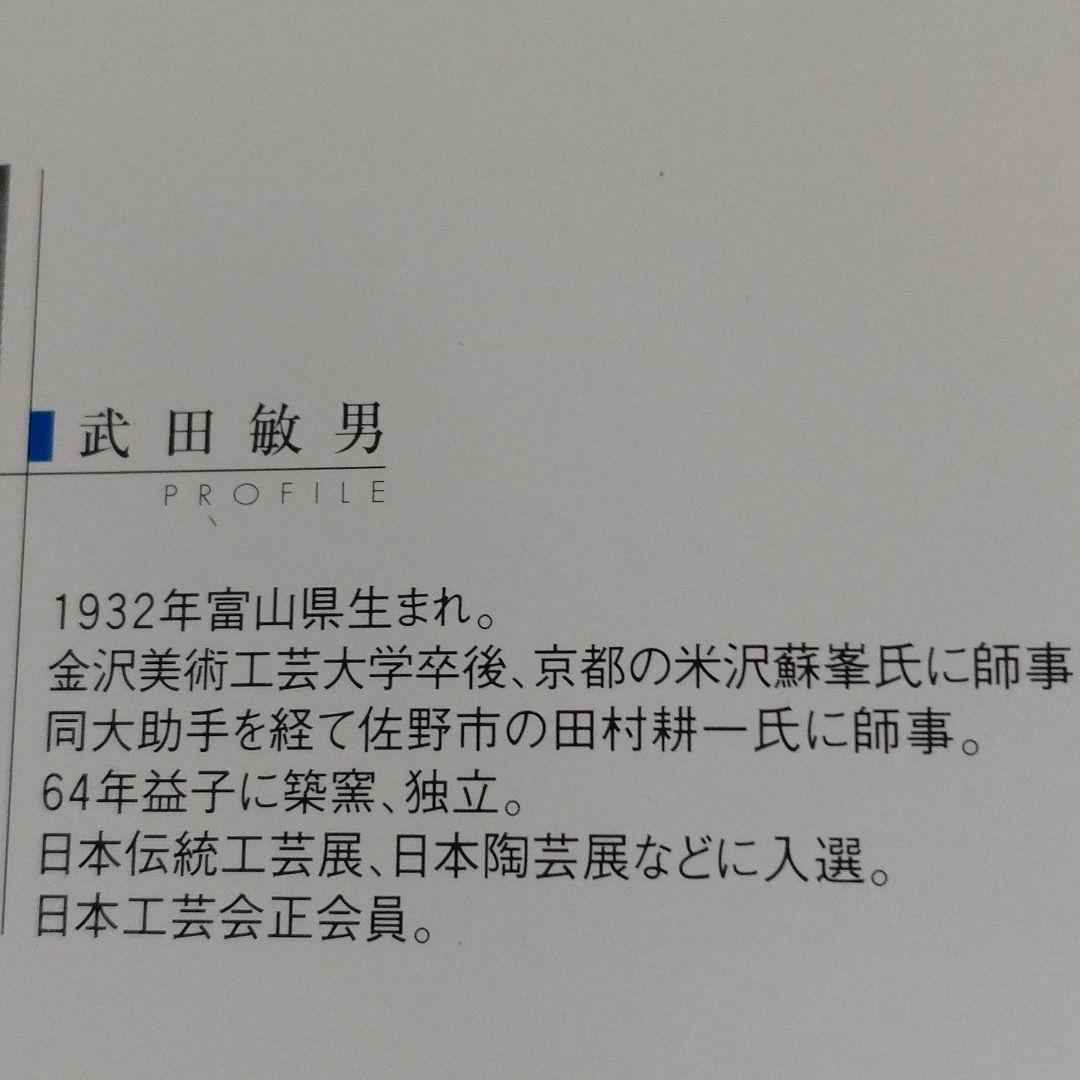 武田敏男
PROFILE
1932年富山県生まれ。
金沢美術工芸大学卒後、京都の米沢蘇峯氏に師事
同大助手を経て佐野市の田村耕一氏に師事。
64年益子に築窯、独立。
日本伝統工芸展、日本陶芸展などに入選。
日本工芸会正会員。